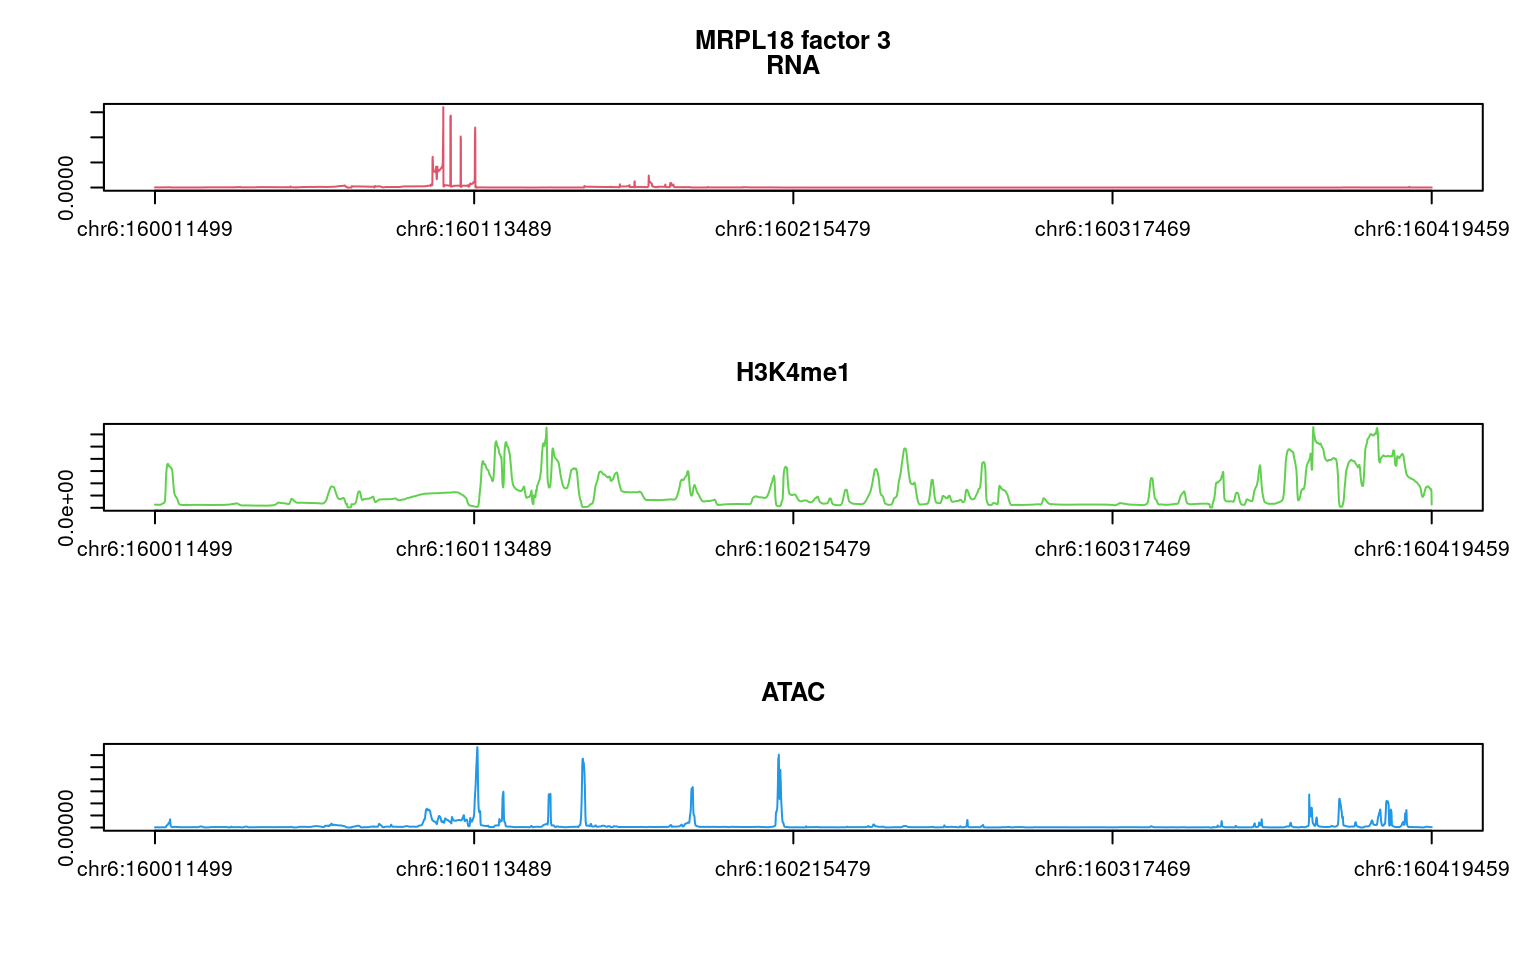 MRPL18 factor 3
RNA
0.0000
chr6:160011499 chr6:160113489 chr6:160215479 chr6:160317469 chr6:160419459
H3K4me1
0.0e+00
chr6:160011499 chr6:160113489 chr6:160215479 chr6:160317469 chr6:160419459
ATAC
0.00000
chr6:160011499 chr6:160113489 chr6:160215479 chr6:160317469 chr6:160419459